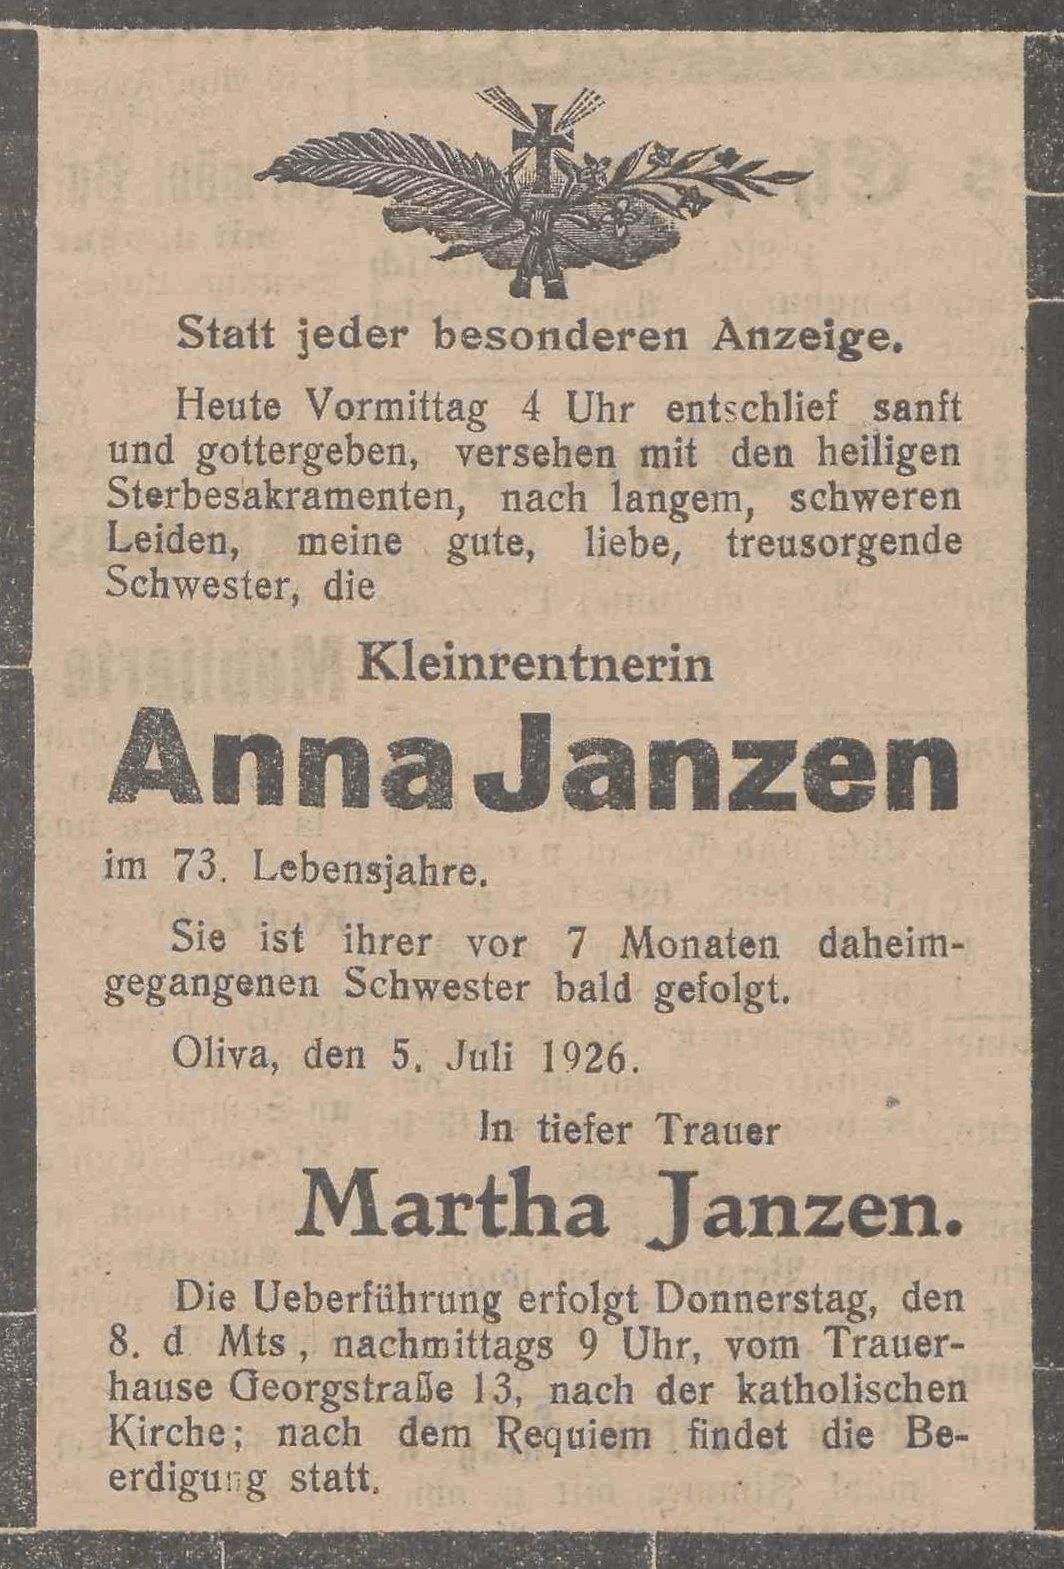 Statt jeder besonderen Anzeige.
Heute Vormittag 4 Uhr entschlief sanft
und gottergeben, versehen mit den heiligen
Sterbesakramenten, nach langem, schweren
Leiden, meine gute, liebe, treusorgende
Schwester, die
Kleinrentnerin
Anna Janzen
im 73. Lebensjahre.
Sie ist ihrer vor 7 Monaten daheim-
gegangenen Schwester bald gefolgt.
Oliva, den 5. Juli 1926.
In tiefer Trauer
Martha Janzen.
Die Ueberführung erfolgt Donnerstag, den
8. d Mts, nachmittags 9 Uhr, vom Trauer-
hause Georgstraße 13, nach der katholischen
Kirche; nach dem Requiem findet die Be-
erdigung statt.